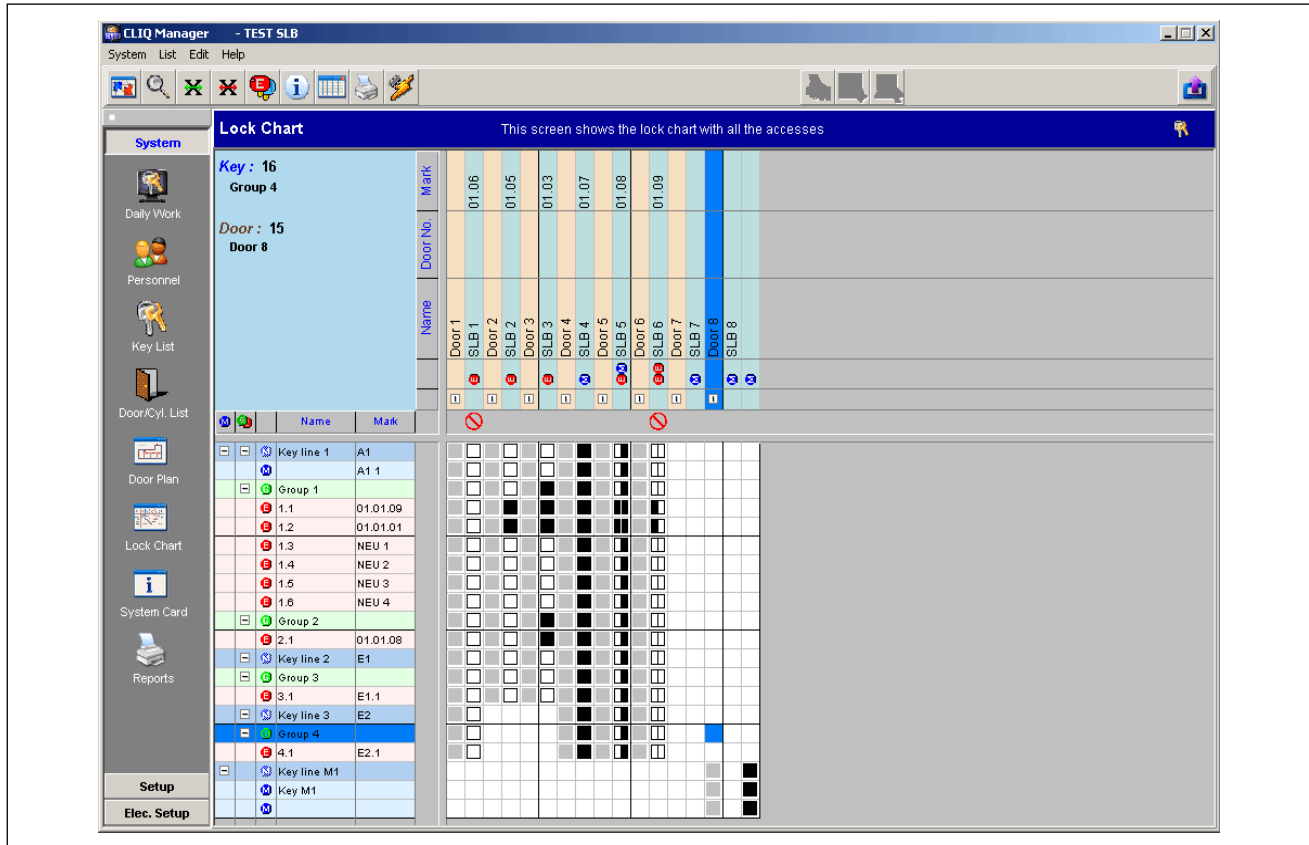 CLIQ Manager - TEST SLB
System List Edit Help
Lock Chart
This screen shows the lock chart with all the accesses
System
Daily Work
Personnel
Key List
Door/Cyl. List
Door Plan
Lock Chart
System Card
Reports
Setup
Elec. Setup
Key : 16
Group 4
Door : 15
Door 8
Mark
Door No.
Name
01.06
01.05
01.03
01.07
01.08
01.09
Door 1
SLB 1
Door 2
SLB 2
Door 3
SLB 3
Door 4
SLB 4
Door 5
SLB 5
Door 6
SLB 6
Door 7
SLB 7
Door 8
SLB 8
Name Mark
Key line 1 A1
A1 1
Group 1
1.1 01.01.09
1.2 01.01.01
1.3 NEU 1
1.4 NEU 2
1.5 NEU 3
1.6 NEU 4
Group 2
2.1 01.01.08
Key line 2 E1
Group 3
3.1 E1.1
Key line 3 E2
Group 4
4.1 E2.1
Key line M1
Key M1